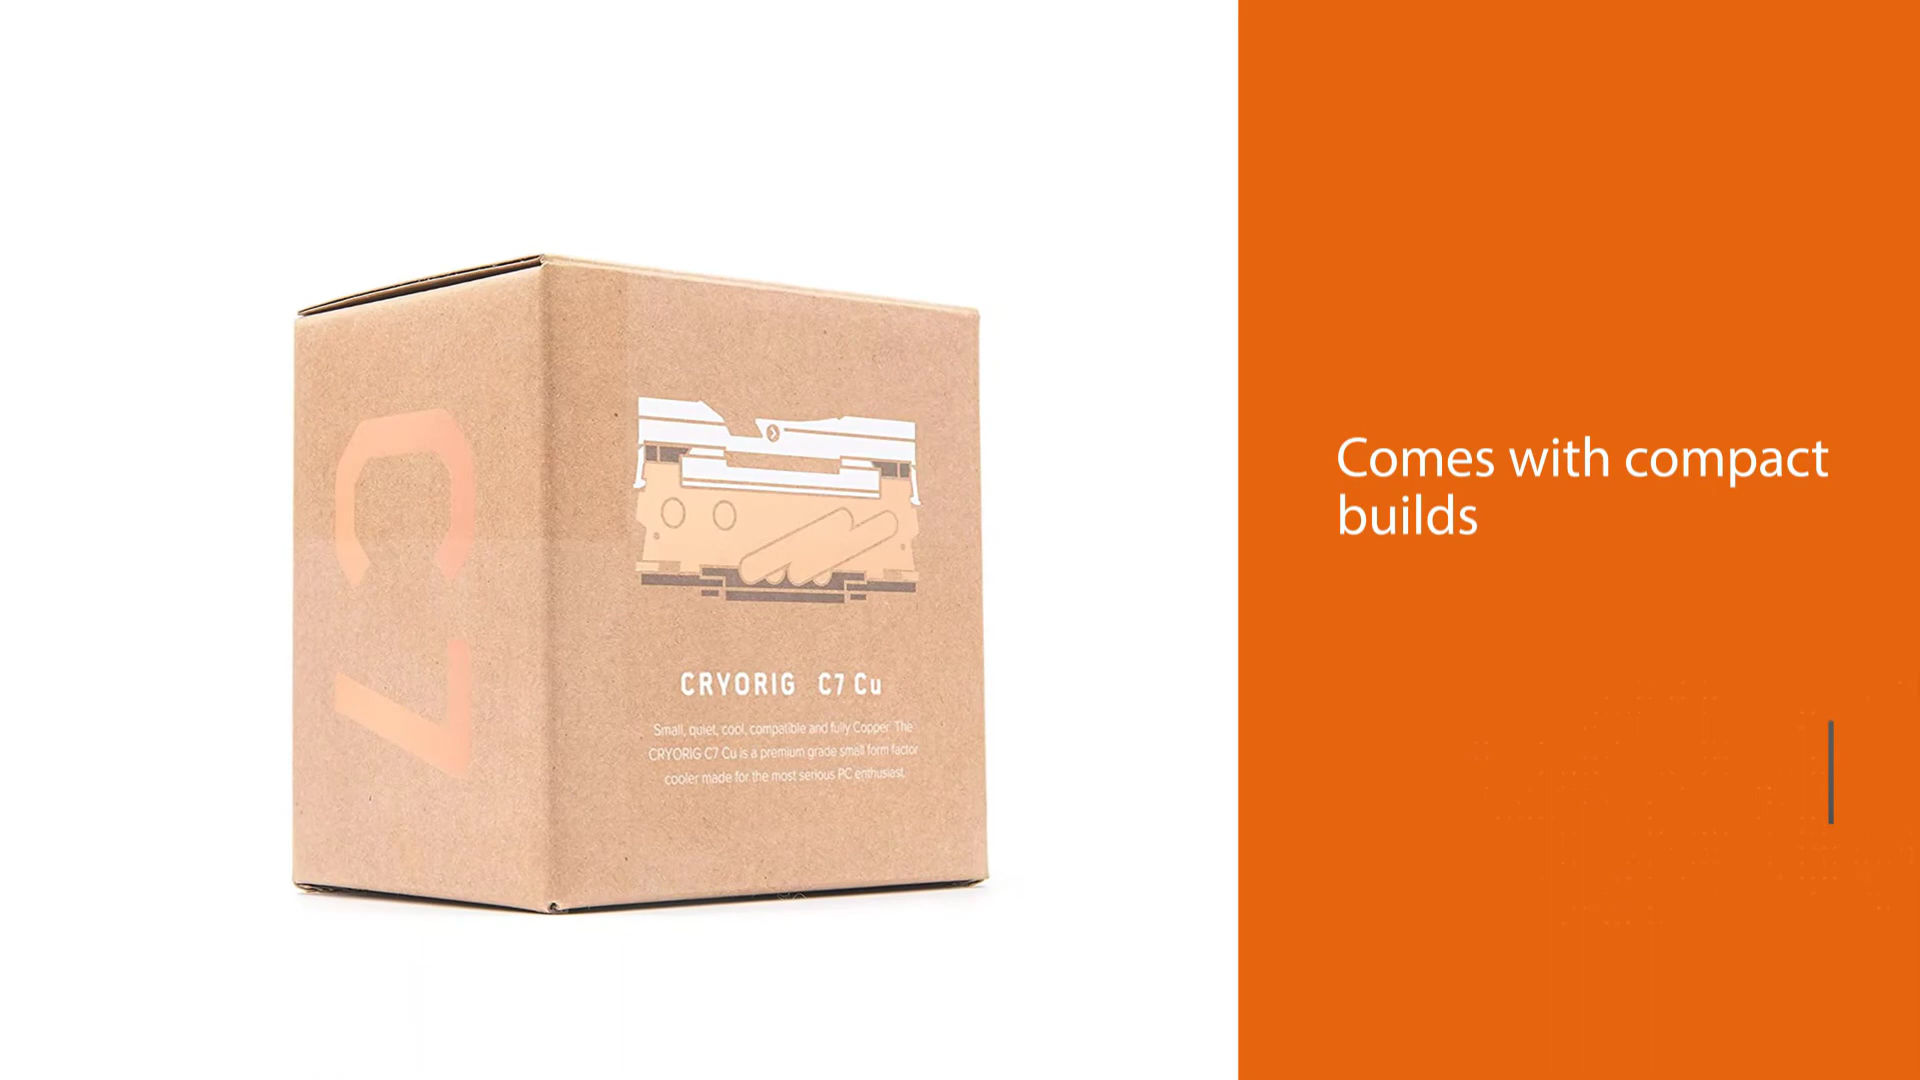 C7
CRYORIG C7 Cu
Small, quiet, cool, compatible and fully Copper. The
CRYORIG C7 Cu is a premium grade small form factor
cooler made for the most serious PC enthusiast.
Comes with compact
builds